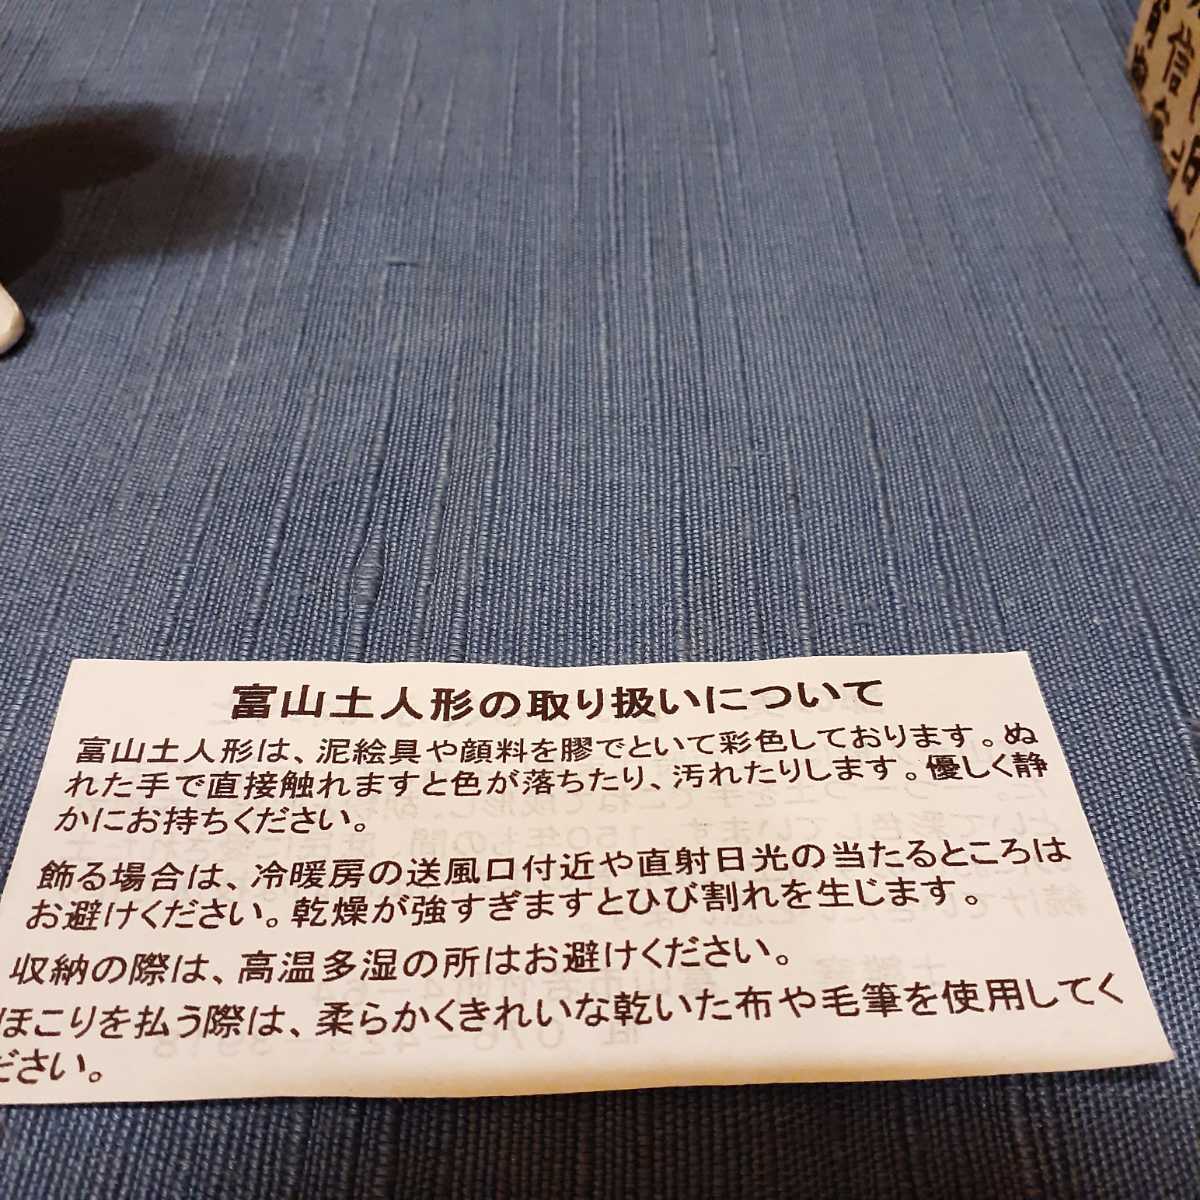 富山土人形の取り扱いについて
富山土人形は、泥絵具や顔料を膠でといて彩色しております。ぬ
れた手で直接触れますと色が落ちたり、汚れたりします。優しく静
かにお持ちください。
飾る場合は、冷暖房の送風口付近や直射日光の当たるところは
お避けください。乾燥が強すぎますとひび割れを生じます。
収納の際は、高温多湿の所はお避けください。
ほこりを払う際は、柔らかくきれいな乾いた布や毛筆を使用してく
ださい。
信